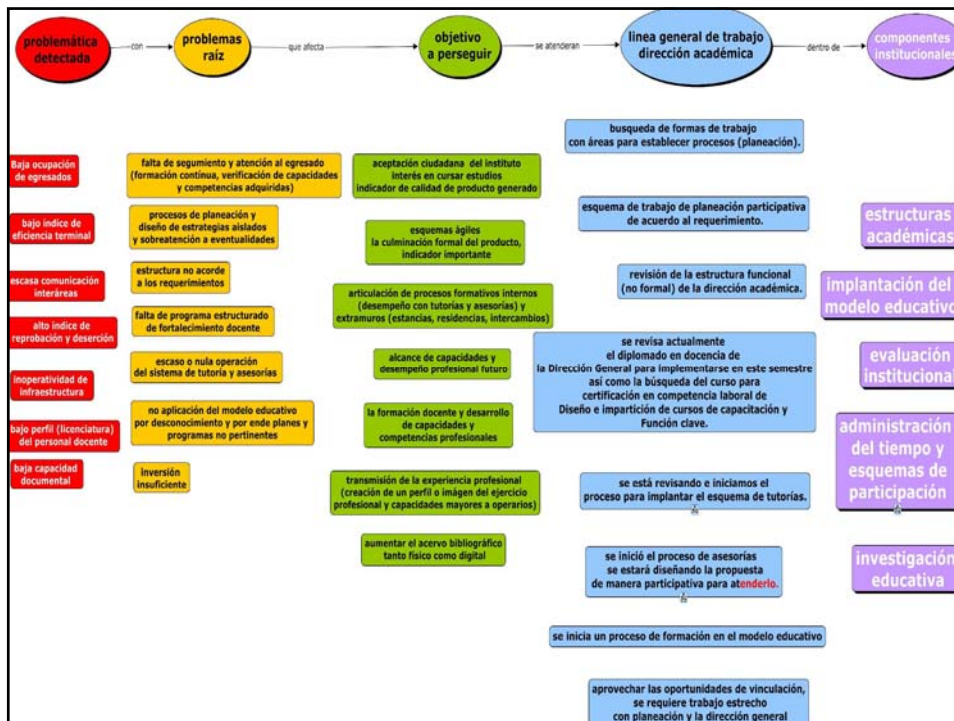 problemática
detectada
con
problemas
raíz
que afecta
objetivo
a perseguir
se atenderan
linea general de trabajo
dirección académica
dentro de
componentes
institucionales
Baja ocupación
de egresados
bajo índice de
eficiencia terminal
escasa comunicación
interáreas
alto índice de
reprobación y deserción
inoperatividad de
infraestructura
bajo perfil (licenciatura)
del personal docente
baja capacidad
documental
falta de segumiento y atención al egresado
(formación contínua, verificación de capacidades
y competencias adquiridas)
procesos de planeación y
diseño de estrategias aislados
y sobreatención a eventualidades
estructura no acorde
a los requerimientos
falta de programa estructurado
de fortalecimiento docente
escaso o nula operación
del sistema de tutoría y asesorías
no aplicación del modelo educativo
por desconocimiento y por ende planes y
programas no pertinentes
inversión
insuficiente
aceptación ciudadana del instituto
interés en cursar estudios
indicador de calidad de producto generado
esquemas ágiles
la culminación formal del producto,
indicador importante
articulación de procesos formativos internos
(desempeño con tutorías y asesorías) y
extramuros (estancias, residencias, intercambios)
alcance de capacidades y
desempeño profesional futuro
la formación docente y desarrollo
de capacidades y
competencias profesionales
transmisión de la experiencia profesional
(creación de un perfil o imágen del ejercicio
profesional y capacidades mayores a operarios)
aumentar el acervo bibliográfico
tanto físico como digital
busqueda de formas de trabajo
con áreas para establecer procesos (planeación).
esquema de trabajo de planeación participativa
de acuerdo al requerimiento.
revisión de la estructura funcional
(no formal) de la dirección académica.
se revisa actualmente
el diplomado en docencia de
la Dirección General para implementarse en este semestre
así como la búsqueda del curso para
certificación en competencia laboral de
Diseño e impartición de cursos de capacitación y
Función clave.
se está revisando e iniciamos el
proceso para implantar el esquema de tutorías.
se inició el proceso de asesorías
se estará diseñando la propuesta
de manera participativa para atenderlo.
se inicia un proceso de formación en el modelo educativo
aprovechar las oportunidades de vinculación,
se requiere trabajo estrecho
con planeación y la dirección general
estructuras
académicas
implantación del
modelo educativo
evaluación
institucional
administración
del tiempo y
esquemas de
participación
investigación
educativa